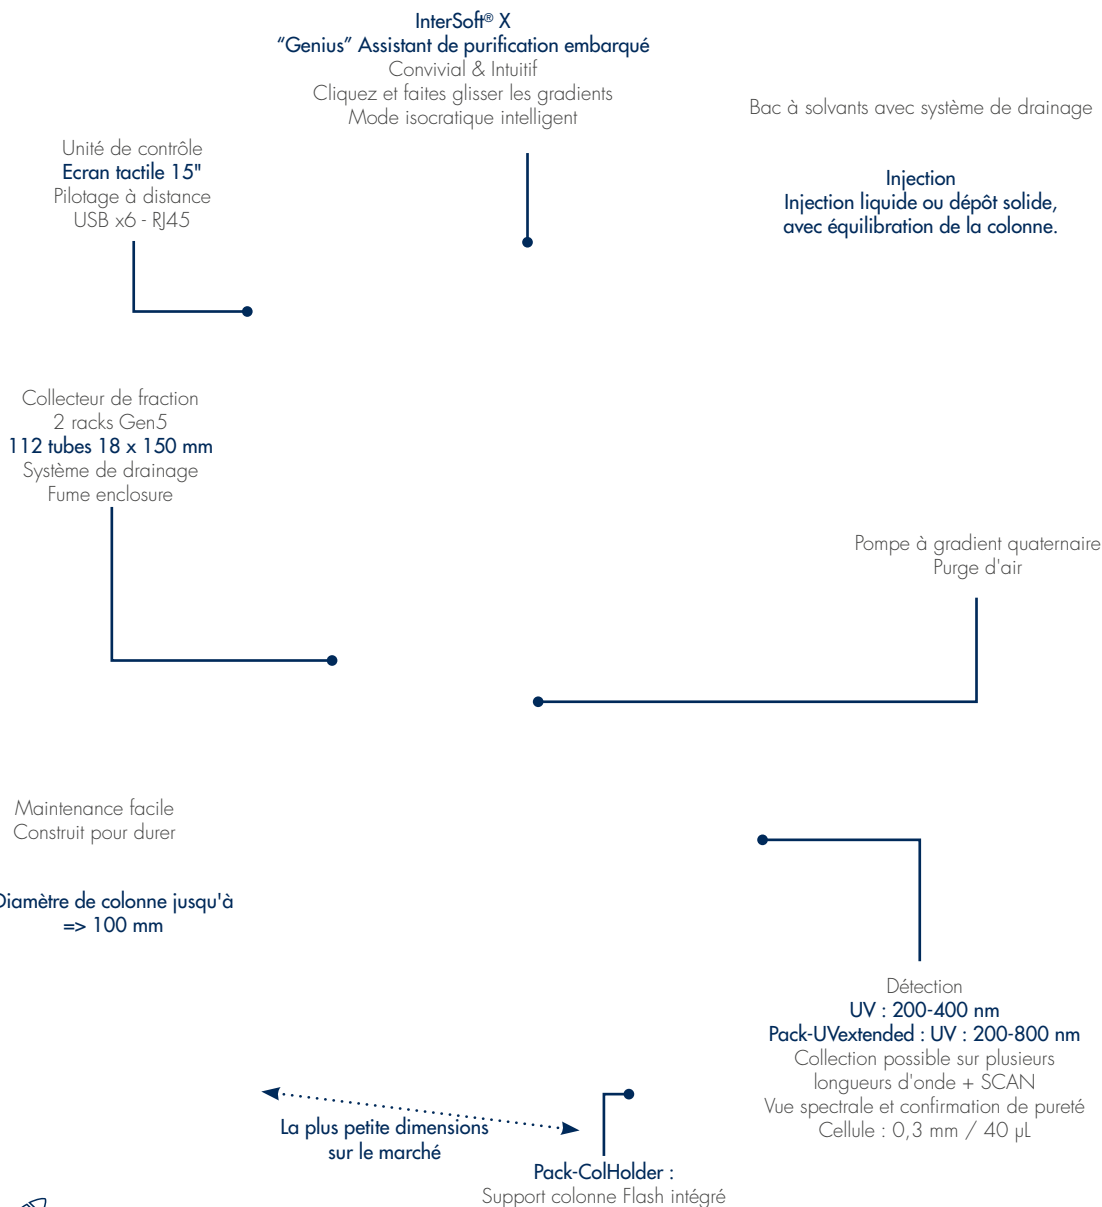 InterSoft® X
“Genius” Assistant de purification embarqué
Convivial & Intuitif
Cliquez et faites glisser les gradients
Mode isocratique intelligent
Bac à solvants avec système de drainage
Unité de contrôle
Ecran tactile 15"
Pilotage à distance
USB x6 - RJ45
Injection
Injection liquide ou dépôt solide,
avec équilibration de la colonne.
Collecteur de fraction
2 racks Gen5
112 tubes 18 x 150 mm
Système de drainage
Fume enclosure
Pompe à gradient quaternaire
Purge d'air
Maintenance facile
Construit pour durer
Diamètre de colonne jusqu'à
=> 100 mm
Détection
UV : 200-400 nm
Pack-UVextended : UV : 200-800 nm
Collection possible sur plusieurs
longueurs d'onde + SCAN
Vue spectrale et confirmation de pureté
Cellule : 0,3 mm / 40 µL
La plus petite dimensions
sur le marché
Pack-ColHolder :
Support colonne Flash intégré